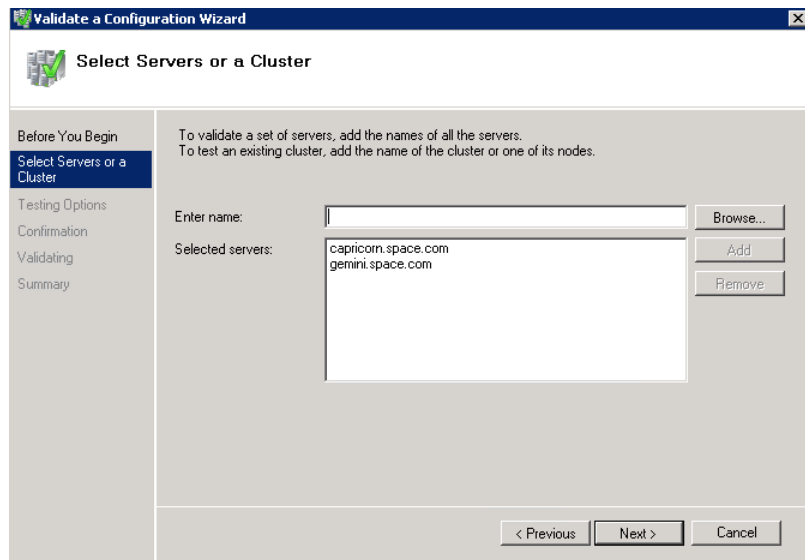 Validate a Configuration Wizard
Select Servers or a Cluster
Before You Begin
Select Servers or a
Cluster
Testing Options
Confirmation
Validating
Summary
To validate a set of servers, add the names of all the servers.
To test an existing cluster, add the name of the cluster or one of its nodes.
Enter name:
Browse...
Selected servers:
capricorn.space.com
gemini.space.com
Add
Remove
< Previous
Next >
Cancel